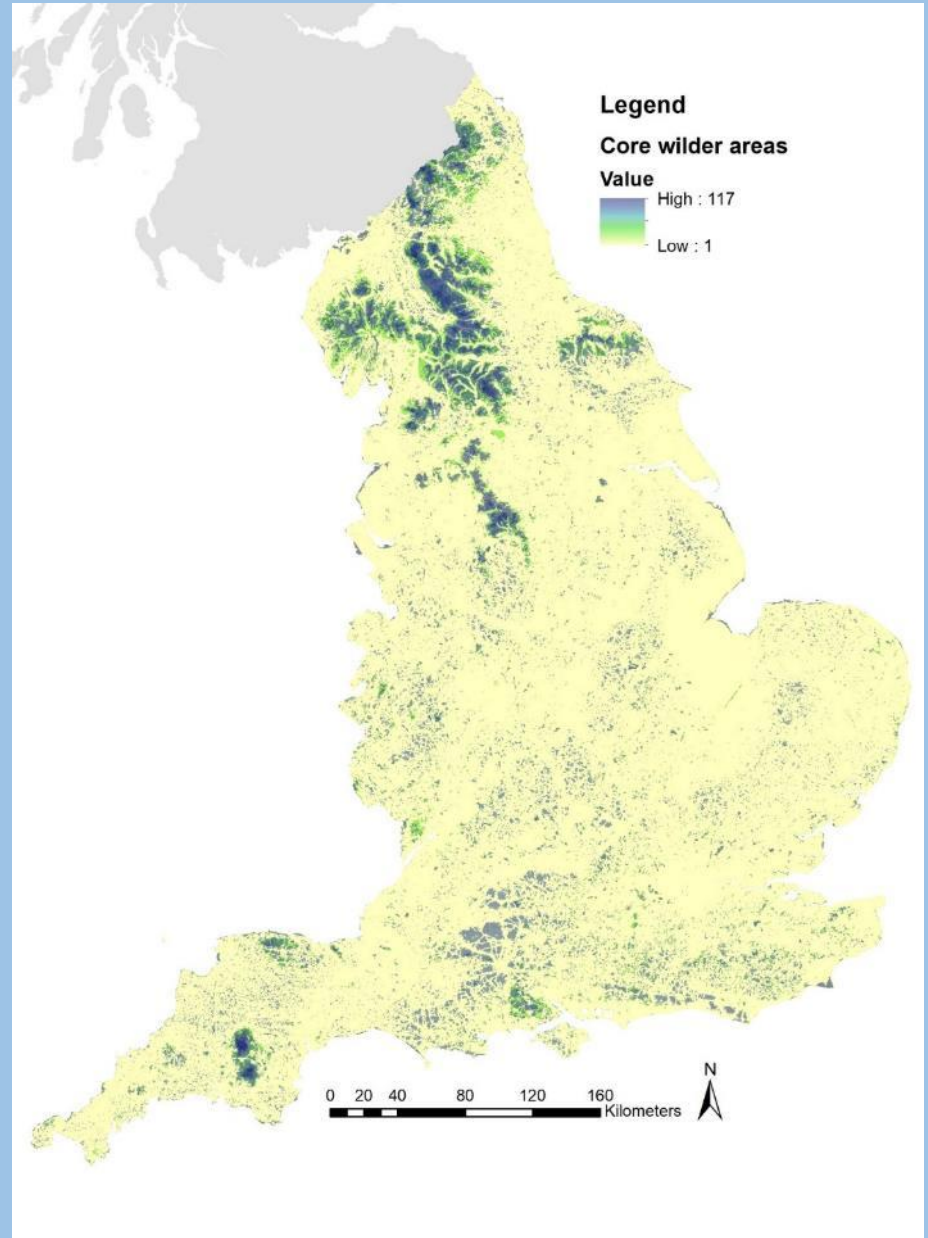 Legend
Core wilder areas
Value
High : 117
Low : 1
N
0 20 40 80 120 160
Kilometers